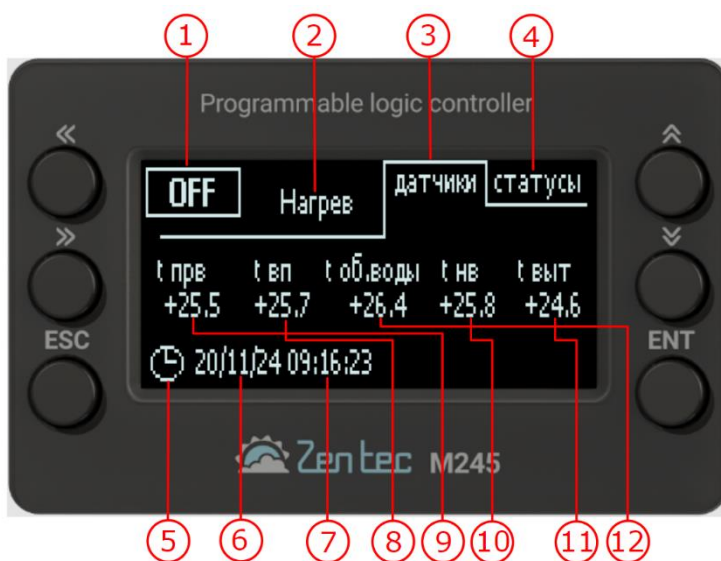 1 2 3 4
Programmable logic controller
« OFF Нагрев датчики статусы
»
t прв t вп t об.воды t нв t выт
+25.5 +25.7 +26.4 +25.8 +24.6
ESC ENT
20/11/24 09:16:23
Zentec M245
5 6 7 8 9 10 11 12